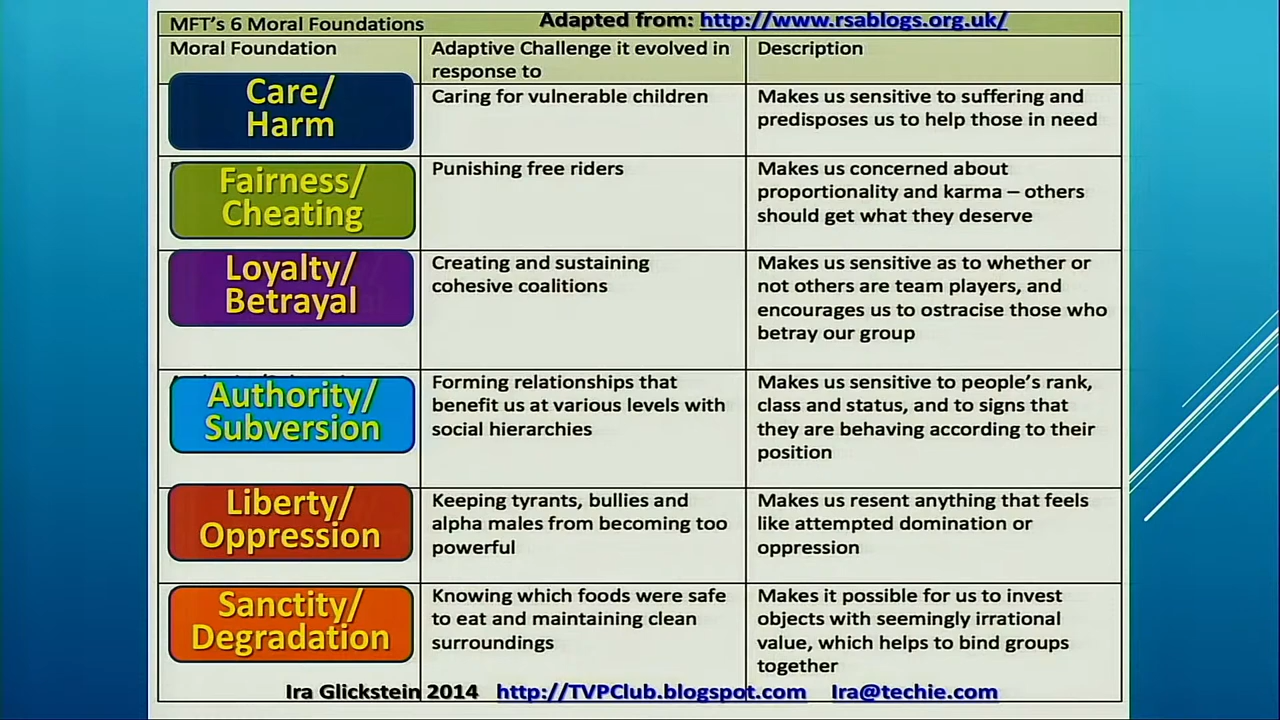 MFT's 6 Moral Foundations
Adapted from: http://www.rsablogs.org.uk/
Moral Foundation
Adaptive Challenge it evolved in
response to
Description
Care/
Harm
Caring for vulnerable children
Makes us sensitive to suffering and
predisposes us to help those in need
Fairness/
Cheating
Punishing free riders
Makes us concerned about
proportionality and karma – others
should get what they deserve
Loyalty/
Betrayal
Creating and sustaining
cohesive coalitions
Makes us sensitive as to whether or
not others are team players, and
encourages us to ostracise those who
betray our group
Authority/
Subversion
Forming relationships that
benefit us at various levels with
social hierarchies
Makes us sensitive to people's rank,
class and status, and to signs that
they are behaving according to their
position
Liberty/
Oppression
Keeping tyrants, bullies and
alpha males from becoming too
powerful
Makes us resent anything that feels
like attempted domination or
oppression
Sanctity/
Degradation
Knowing which foods were safe
to eat and maintaining clean
surroundings
Makes it possible for us to invest
objects with seemingly irrational
value, which helps to bind groups
together
Ira Glickstein 2014 http://TVPClub.blogspot.com Ira@techie.com